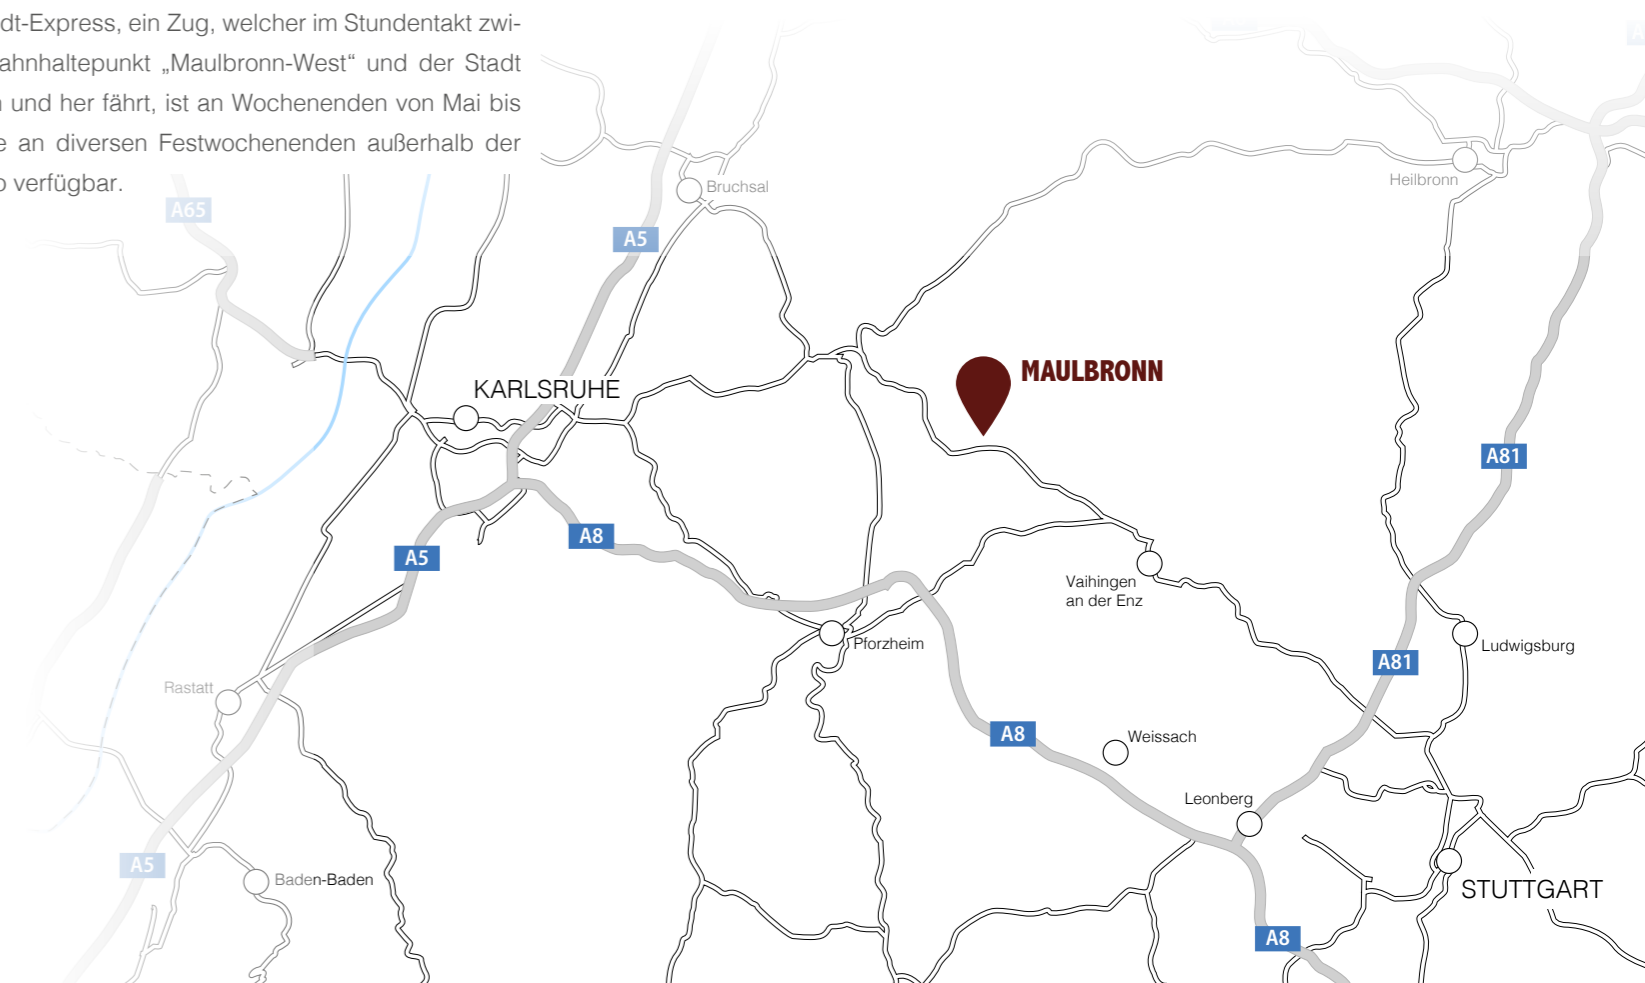 dt-Express, ein Zug, welcher im Stundentakt zwi-
ahnhaltepunkt „Maulbronn-West“ und der Stadt
und her fährt, ist an Wochenenden von Mai bis
e an diversen Festwochenenden außerhalb der
verfügbar.
A65
Bruchsal
Heilbronn
A5
MAULBRONN
KARLSRUHE
A81
A8
A5
Vaihingen
an der Enz
Pforzheim
Ludwigsburg
A81
Rastatt
A8
Weissach
Leonberg
A5
Baden-Baden
STUTTGART
A8